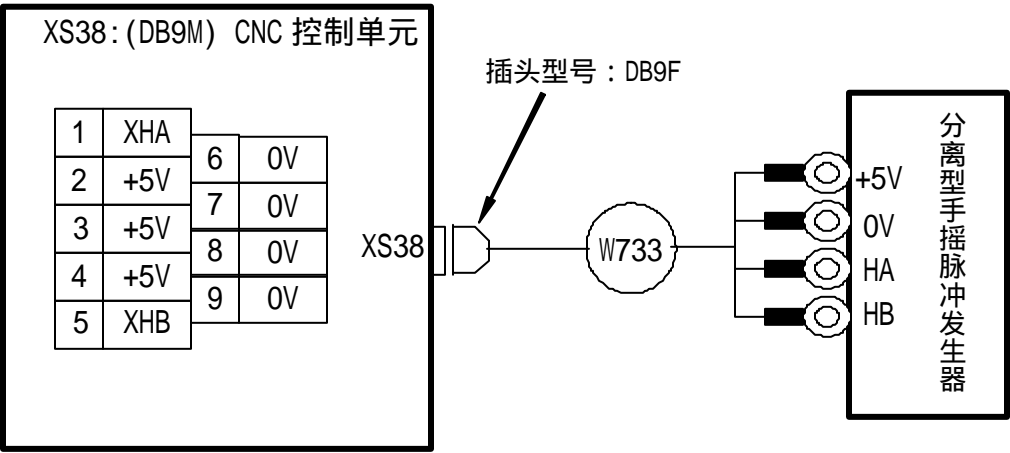 XS38:(DB9M) CNC 控制单元
插头型号：DB9F
1 XHA
2 +5V
3 +5V
4 +5V
5 XHB
6 0V
7 0V
8 0V
9 0V
XS38
W733
+5V
0V
HA
HB
分离型手摇脉冲发生器